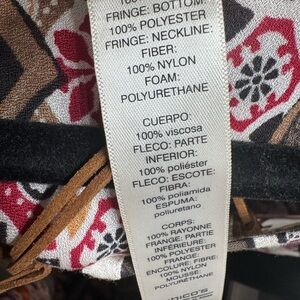 FRINGE: BOTTOM:
100% POLYESTER
FRINGE: NECKLINE:
FIBER:
100% NYLON
FOAM:
POLYURETHANE
CUERPO:
100% viscosa
FLECO: PARTE
INFERIOR:
100% poliéster
FLECO: ESCOTE:
FIBRA:
100% poliamida
ESPUMA:
poliuretano
CORPS:
100% RAYONNE
FRANGE: PARTIE
INFÉRIEURE:
100% POLYESTER
FRANGE:
ENCOLURE: FIBRE:
100% NYLON
MOUSSE:
POLYURETHANE